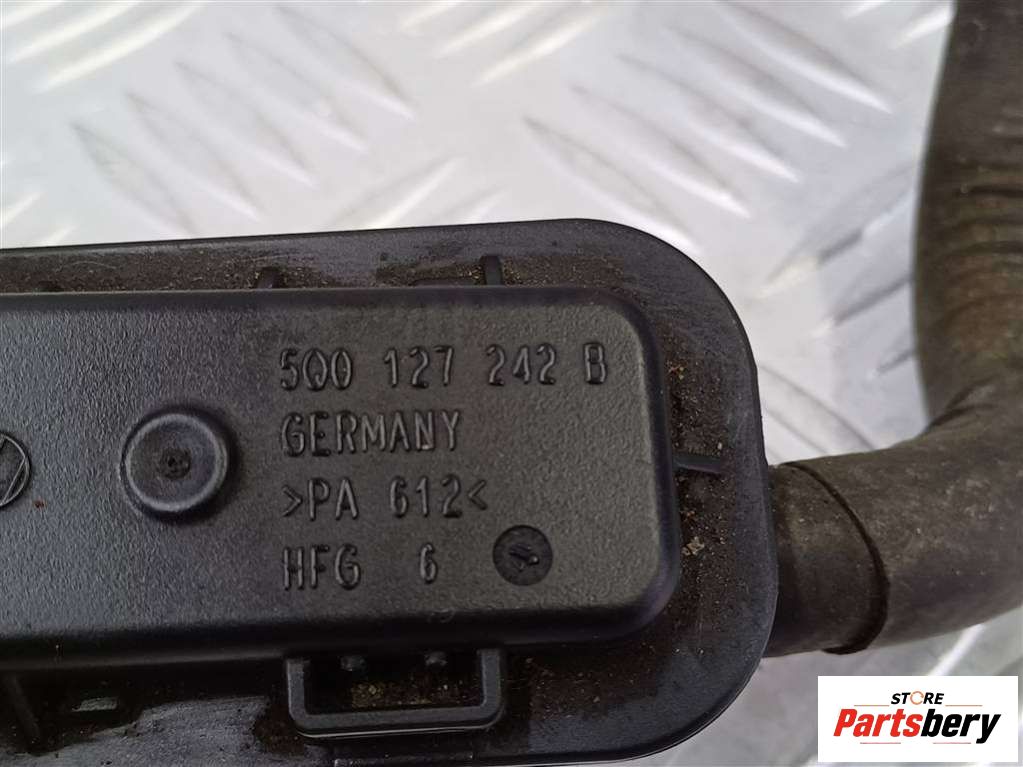 5Q0 127 242 B
GERMANY
>PA 612<
HFG 6
STORE
Partsbery